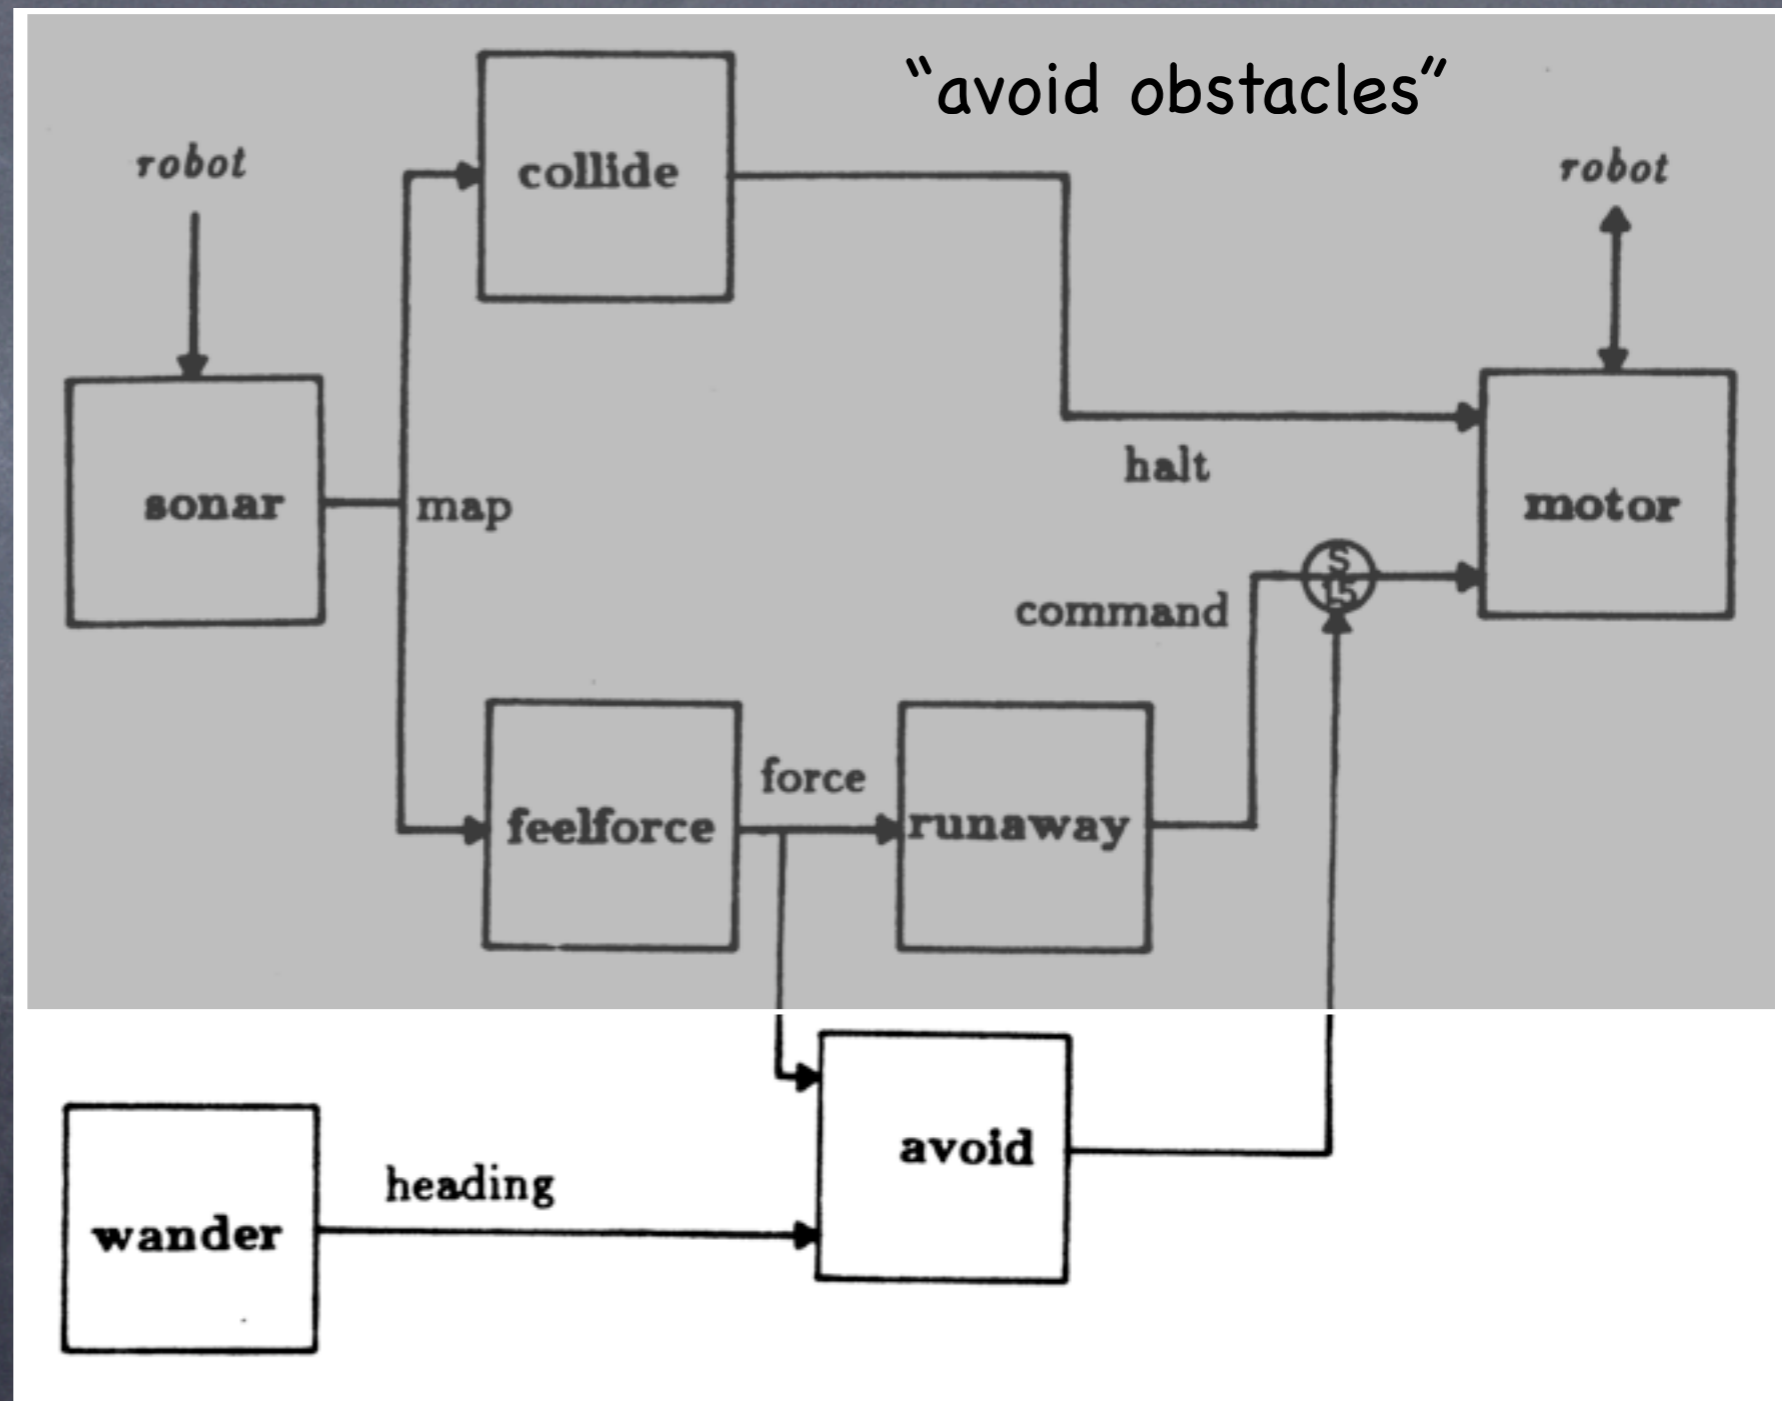 “avoid obstacles”
robot
collide
robot
sonar
map
halt
motor
command
S
15
feelforce
force
runaway
wander
heading
avoid